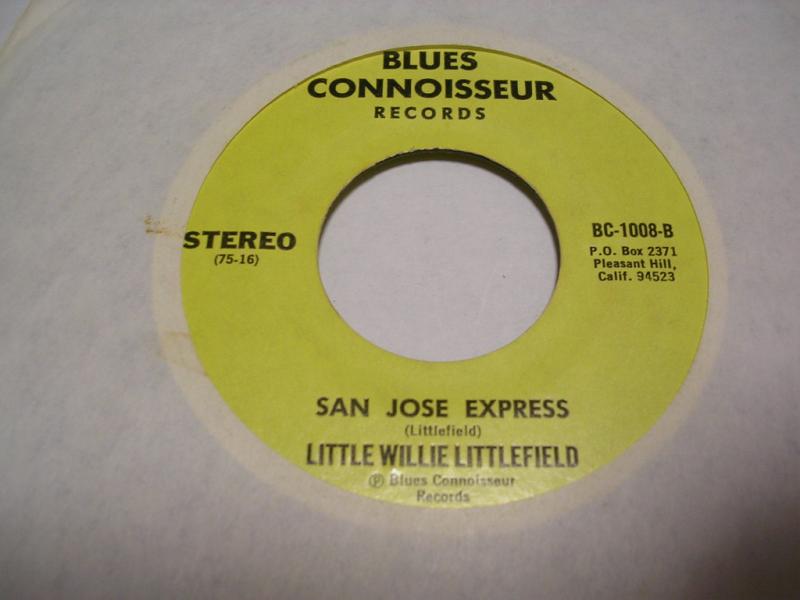 BLUES
CONNOISSEUR
RECORDS
STEREO
(75-16)
BC-1008-B
P.O. Box 2371
Pleasant Hill,
Calif. 94523
SAN JOSE EXPRESS
(Littlefield)
LITTLE WILLIE LITTLEFIELD
℗ Blues Connoisseur
Records